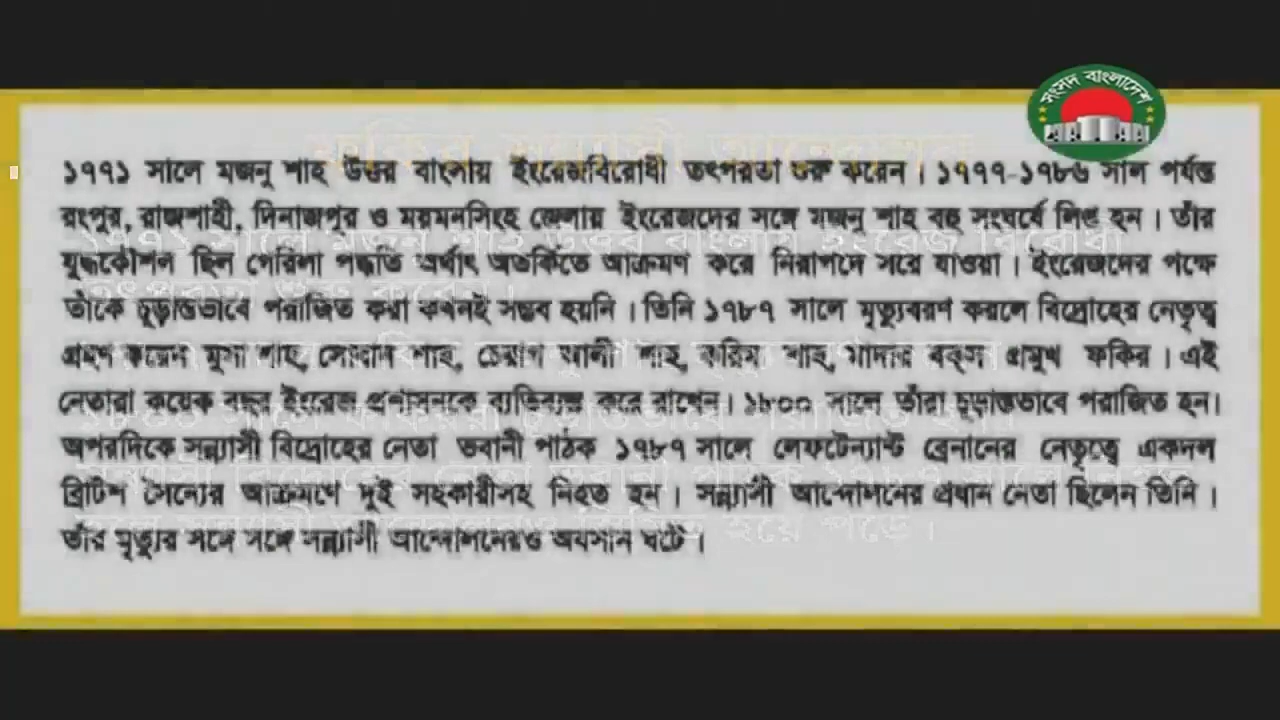 সংসদ বাংলাদেশ
১৭৭১ সালে মজনু শাহ উত্তর বাংলায় ইংরেজবিরোধী তৎপরতা শুরু করেন। ১৭৭৭-১৭৮৬ সাল পর্যন্ত
রংপুর, রাজশাহী, দিনাজপুর ও ময়মনসিংহ জেলায় ইংরেজদের সঙ্গে মজনু শাহ বহু সংঘর্ষে লিপ্ত হন। তাঁর
যুদ্ধকৌশল ছিল গেরিলা পদ্ধতি অর্থাৎ অতর্কিতে আক্রমণ করে নিরাপদে সরে যাওয়া। ইংরেজদের পক্ষে
তাঁকে চূড়ান্তভাবে পরাজিত করা কখনই সম্ভব হয়নি। তিনি ১৭৮৭ সালে মৃত্যুবরণ করলে বিদ্রোহের নেতৃত্ব
গ্রহণ করেন মুসা শাহ, সোবান শাহ, চেরাগ আলী শাহ, করিম শাহ, মাদার বকস প্রমুখ ফকির। এই
নেতারা কয়েক বছর ইংরেজ প্রশাসনকে ব্যতিব্যস্ত করে রাখেন। ১৮০০ সালে তাঁরা চূড়ান্তভাবে পরাজিত হন।
অপরদিকে সন্ন্যাসী বিদ্রোহের নেতা ভবানী পাঠক ১৭৮৭ সালে লেফটেন্যান্ট ব্রেনানের নেতৃত্বে একদল
ব্রিটিশ সৈন্যের আক্রমণে দুই সহকারীসহ নিহত হন। সন্ন্যাসী আন্দোলনের প্রধান নেতা ছিলেন তিনি।
তাঁর মৃত্যুর সঙ্গে সঙ্গে সন্ন্যাসী আন্দোলনেরও অবসান ঘটে।